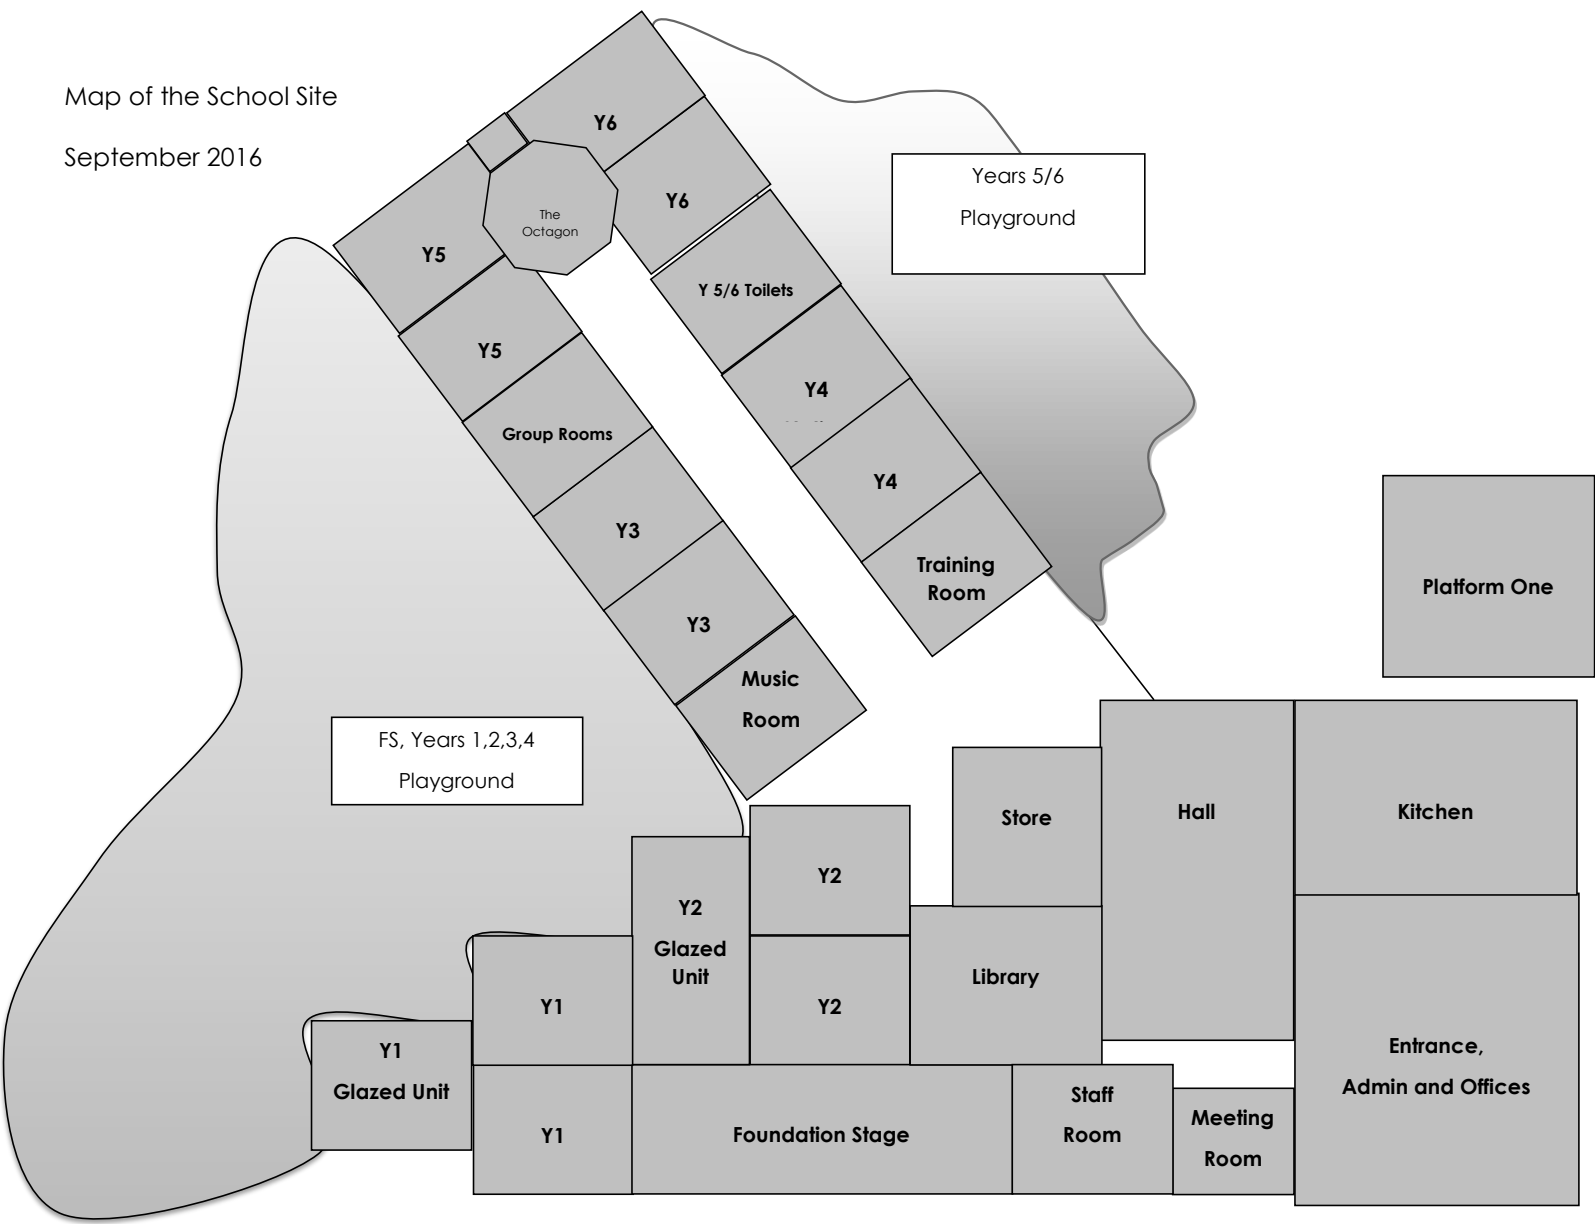 Map of the School Site
September 2016
Y6
Y6
The
Octagon
Y5
Y5
Y 5/6 Toilets
Group Rooms
Y4
Y4
Y3
Y3
Training
Room
Music
Room
Years 5/6
Playground
Platform One
FS, Years 1,2,3,4
Playground
Store
Hall
Kitchen
Y2
Y2
Glazed
Unit
Library
Y2
Y1
Y1
Glazed Unit
Y1
Foundation Stage
Staff
Room
Meeting
Room
Entrance,
Admin and Offices